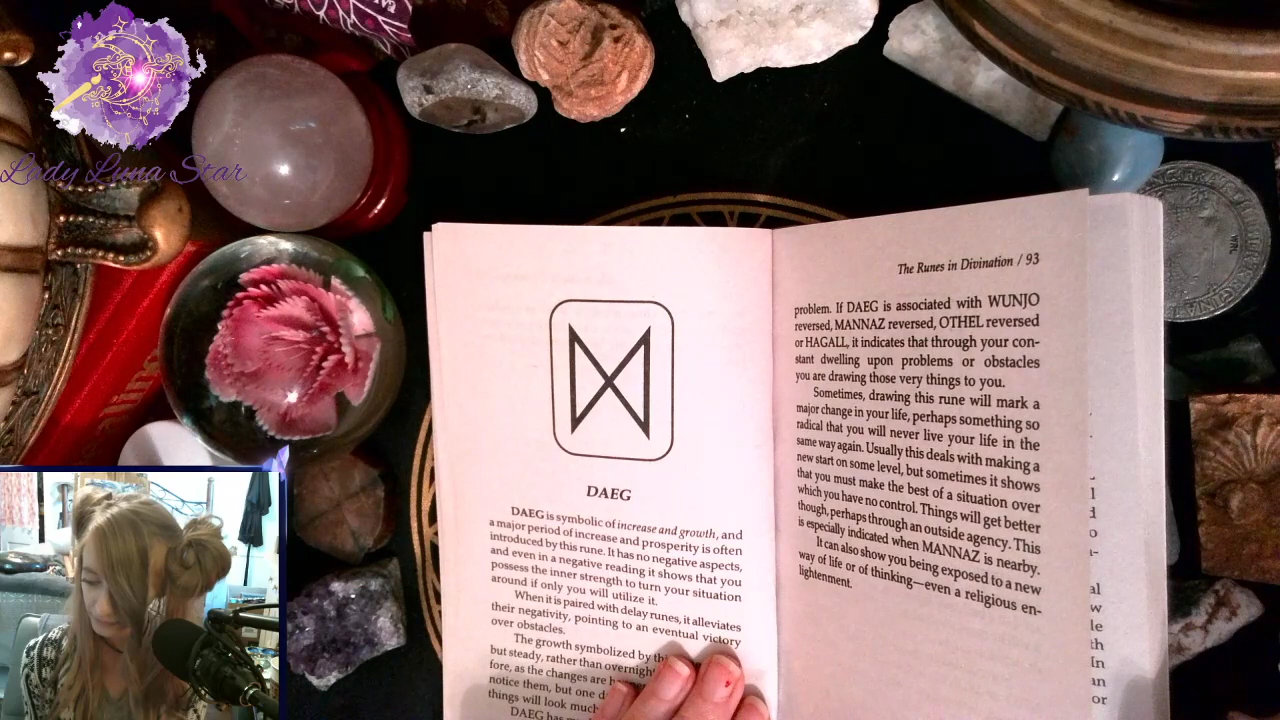 Lady Luna Star
DAEG
DAEG is symbolic of increase and growth, and
a major period of increase and prosperity is often
introduced by this rune. It has no negative aspects,
and even in a negative reading it shows that you
possess the inner strength to turn your situation
around if only you will utilize it.
When it is paired with delay runes, it alleviates
their negativity, pointing to an eventual victory
over obstacles.
The growth symbolized by
but steady, rather than overnight
fore, as the changes are
notice them, but one
things will look much
DAEG has
The Runes in Divination / 93
problem. If DAEG is associated with WUNJO
reversed, MANNAZ reversed, OTHEL reversed
or HAGALL, it indicates that through your con-
stant dwelling upon problems or obstacles
you are drawing those very things to you.
Sometimes, drawing this rune will mark a
major change in your life, perhaps something so
radical that you will never live your life in the
same way again. Usually this deals with making a
new start on some level, but sometimes it shows
that you must make the best of a situation over
which you have no control. Things will get better
though, perhaps through an outside agency. This
is especially indicated when MANNAZ is nearby.
It can also show you being exposed to a new
way of life or of thinking—even a religious en-
lightenment.